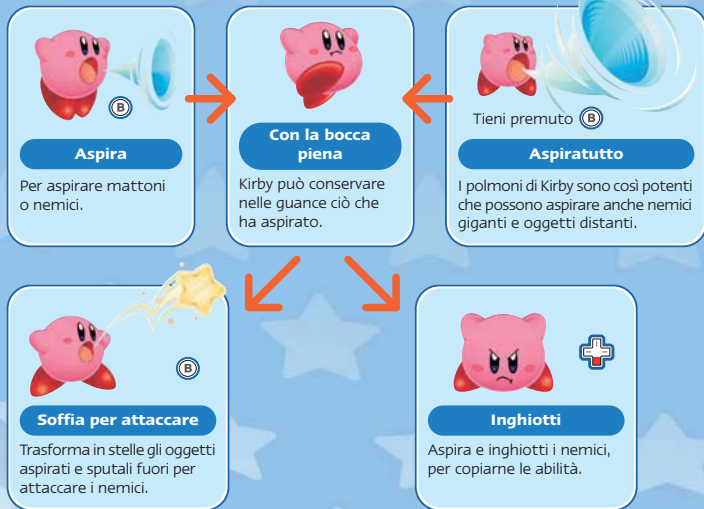 B
Aspira
Per aspirare mattoni
o nemici.
Con la bocca
piena
Kirby può conservare
nelle guance ciò che
ha aspirato.
Tieni premuto B
Aspiratutto
I polmoni di Kirby sono così potenti
che possono aspirare anche nemici
giganti e oggetti distanti.
B
Soffia per attaccare
Trasforma in stelle gli oggetti
aspirati e sputali fuori per
attaccare i nemici.
Inghiotti
Aspira e inghiotti i nemici,
per copiarne le abilità.